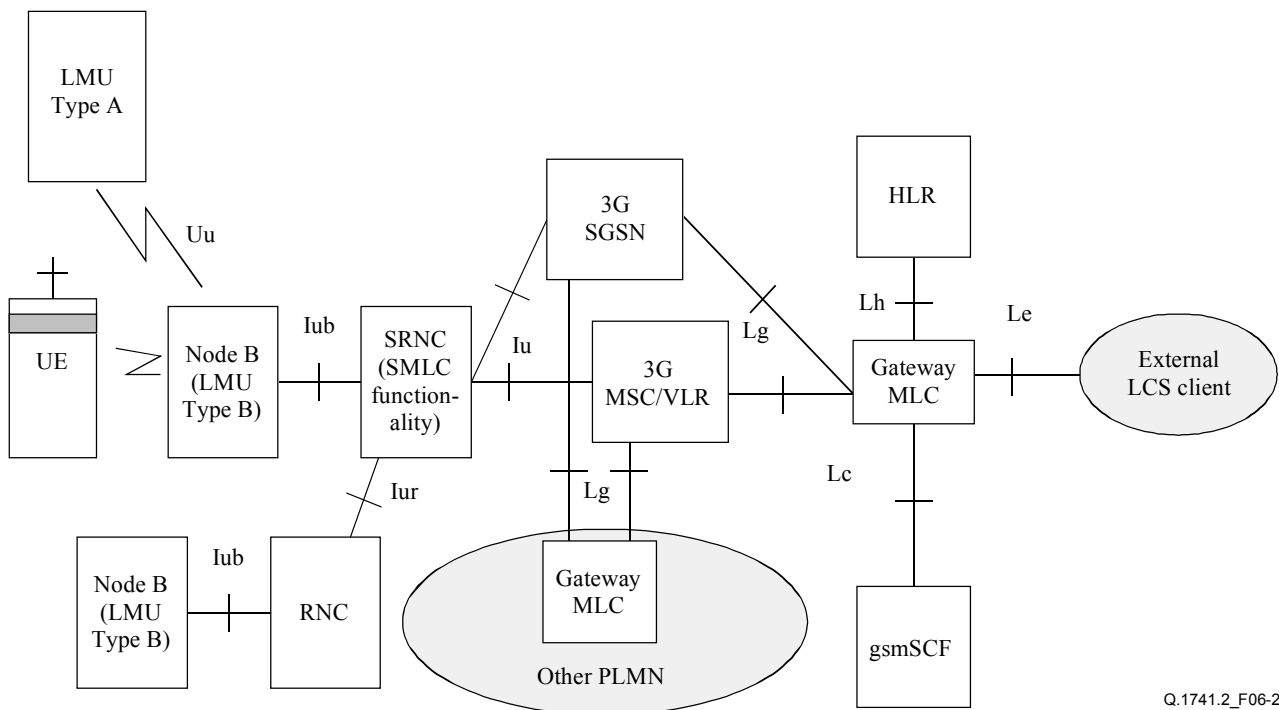 LMU
Type A
Uu
UE
Node B
(LMU
Type B)
Iub
SRNC
(SMLC
function-
ality)
Iu
3G
SGSN
3G
MSC/VLR
Lg
HLR
Lh
Gateway
MLC
Le
External
LCS client
Lc
gsmSCF
Iur
Node B
(LMU
Type B)
Iub
RNC
Lg
Gateway
MLC
Other PLMN
Q.1741.2_F06-2